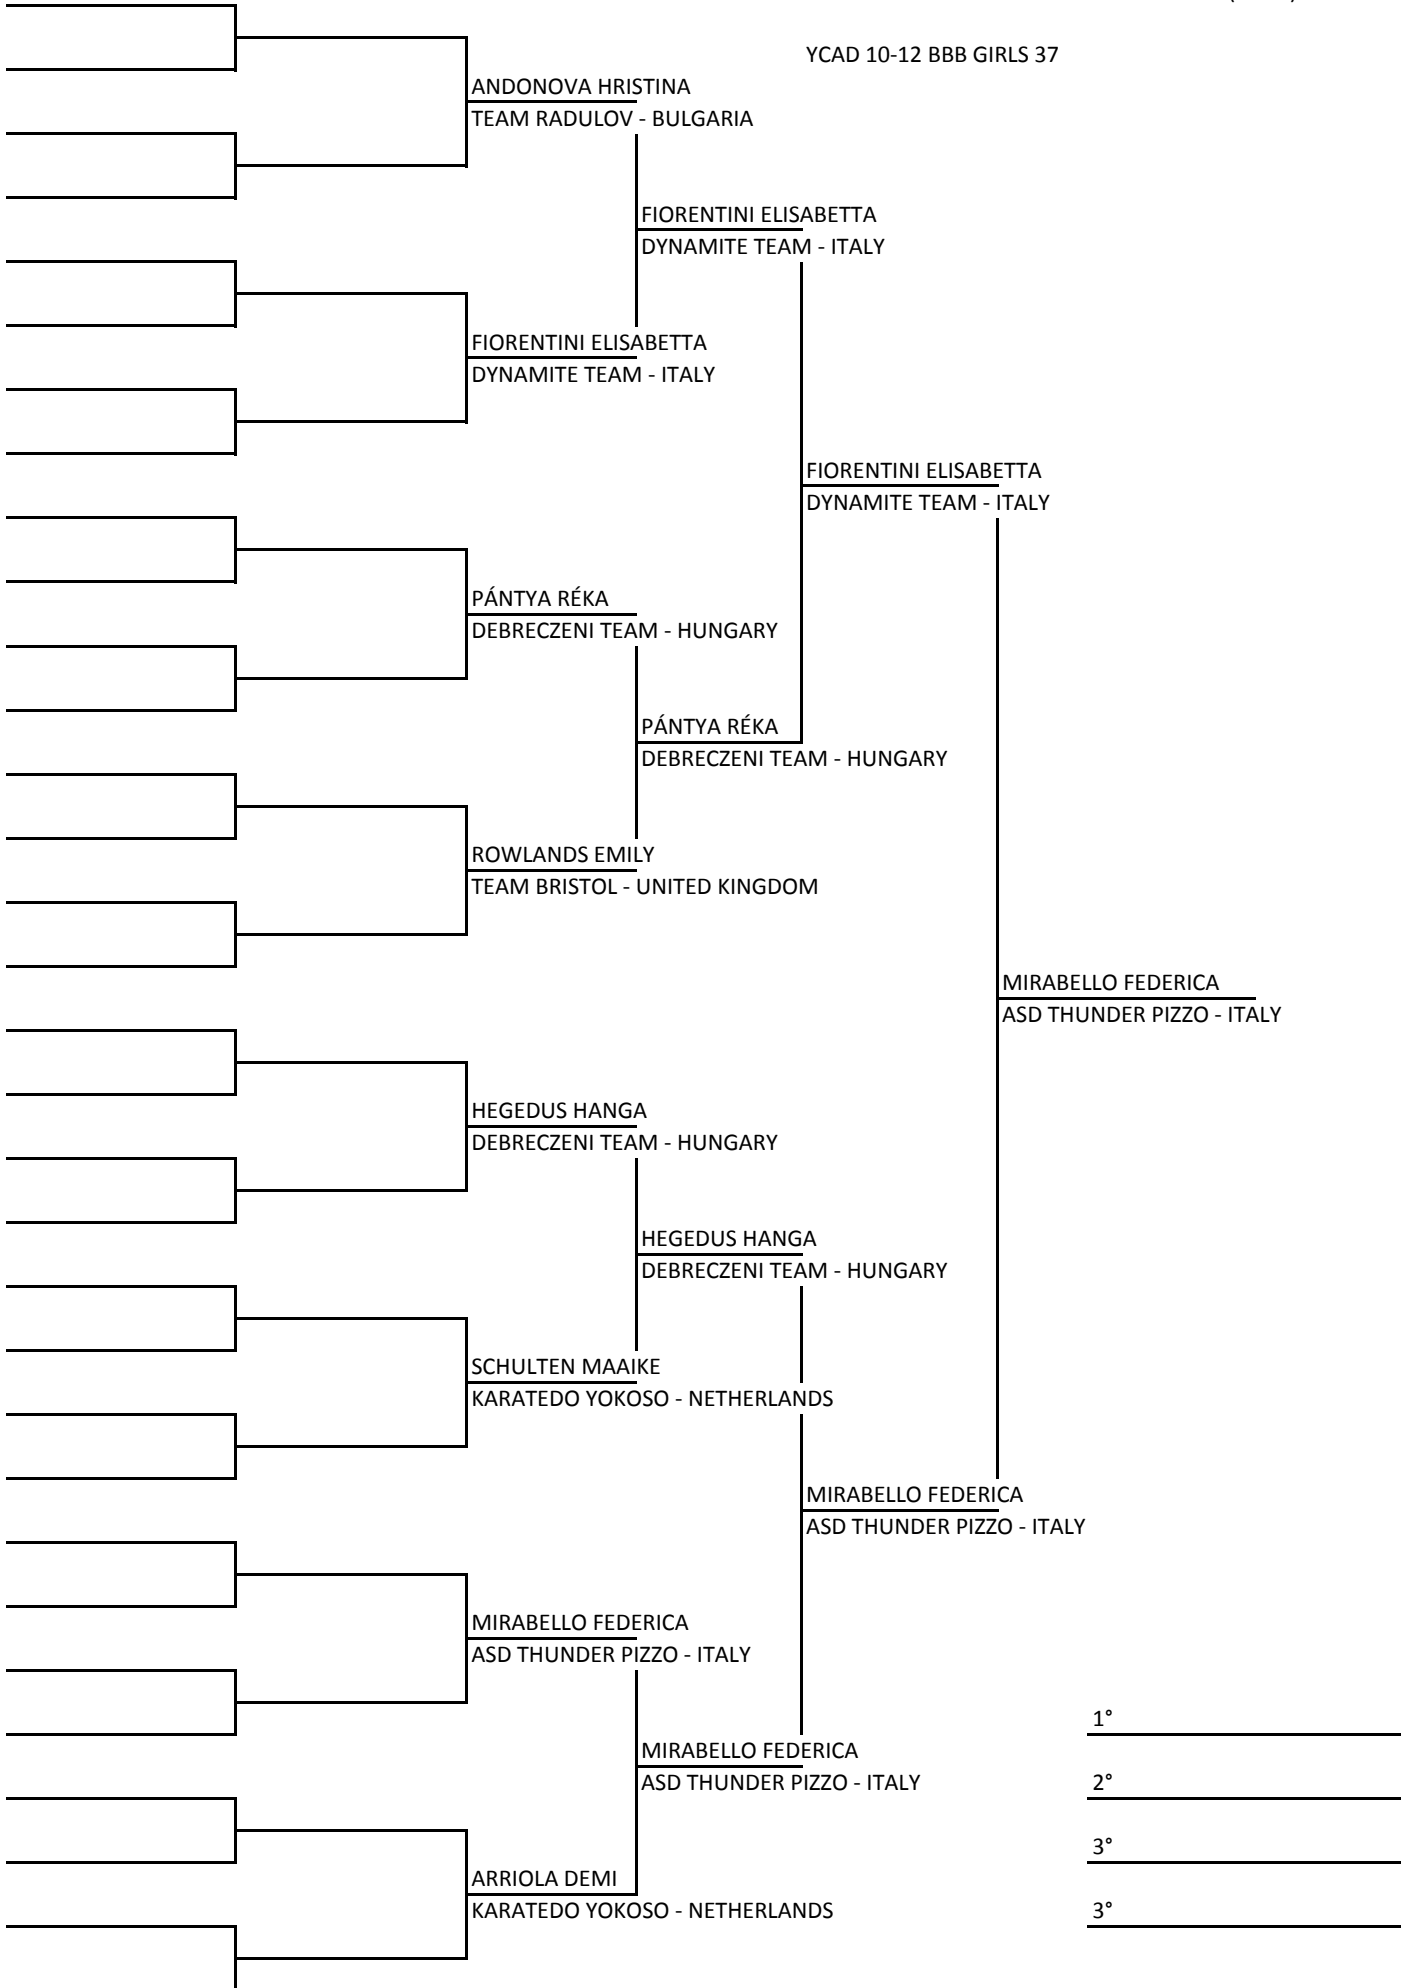 YCAD 10-12 BBB GIRLS 37
ANDONOVA HRISTINA
TEAM RADULOV - BULGARIA
FIORENTINI ELISABETTA
DYNAMITE TEAM - ITALY
FIORENTINI ELISABETTA
DYNAMITE TEAM - ITALY
FIORENTINI ELISABETTA
DYNAMITE TEAM - ITALY
PÁNTYA RÉKA
DEBRECZENI TEAM - HUNGARY
PÁNTYA RÉKA
DEBRECZENI TEAM - HUNGARY
ROWLANDS EMILY
TEAM BRISTOL - UNITED KINGDOM
MIRABELLO FEDERICA
ASD THUNDER PIZZO - ITALY
HEGEDUS HANGA
DEBRECZENI TEAM - HUNGARY
HEGEDUS HANGA
DEBRECZENI TEAM - HUNGARY
SCHULTEN MAAIKE
KARATEDO YOKOSO - NETHERLANDS
MIRABELLO FEDERICA
ASD THUNDER PIZZO - ITALY
MIRABELLO FEDERICA
ASD THUNDER PIZZO - ITALY
1°
MIRABELLO FEDERICA
ASD THUNDER PIZZO - ITALY
2°
3°
ARRIOLA DEMI
KARATEDO YOKOSO - NETHERLANDS
3°